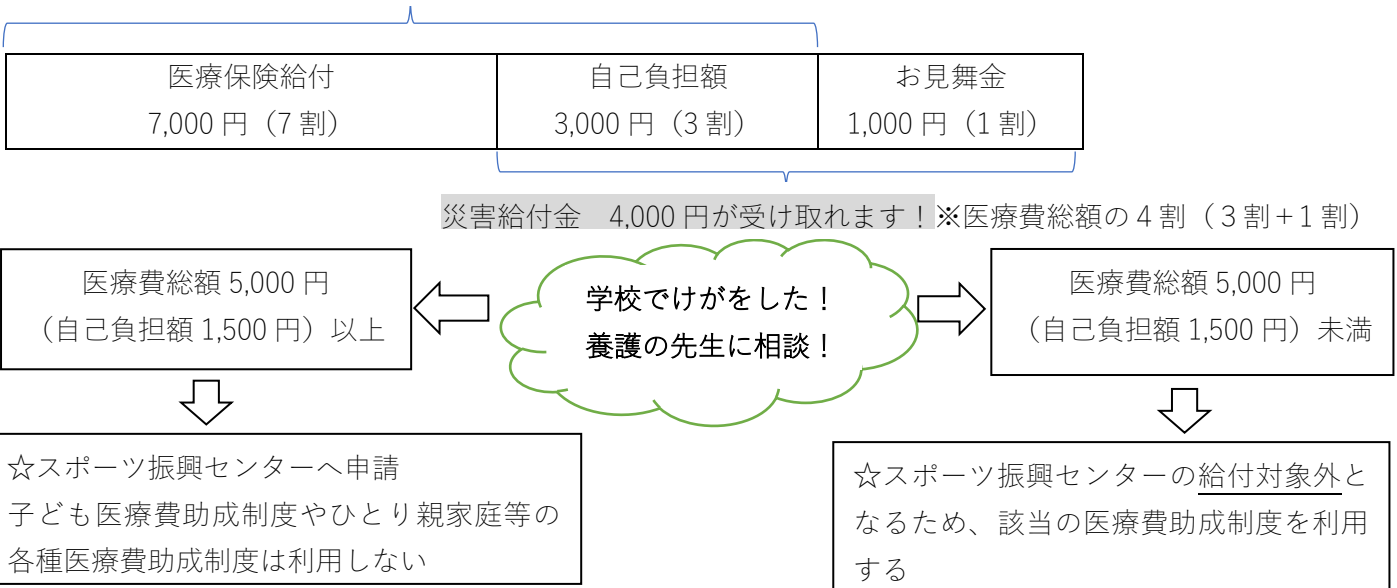 医療保険給付
7,000 円（7 割）
自己負担額
3,000 円（3 割）
お見舞金
1,000 円（1 割）
災害給付金　4,000 円が受け取れます！※医療費総額の４割（３割＋１割）
医療費総額 5,000 円
（自己負担額 1,500 円）以上
学校でけがをした！
養護の先生に相談！
医療費総額 5,000 円
（自己負担額 1,500 円）未満
☆スポーツ振興センターへ申請
子ども医療費助成制度やひとり親家庭等の
各種医療費助成制度は利用しない
☆スポーツ振興センターの給付対象外と
なるため、該当の医療費助成制度を利用
する